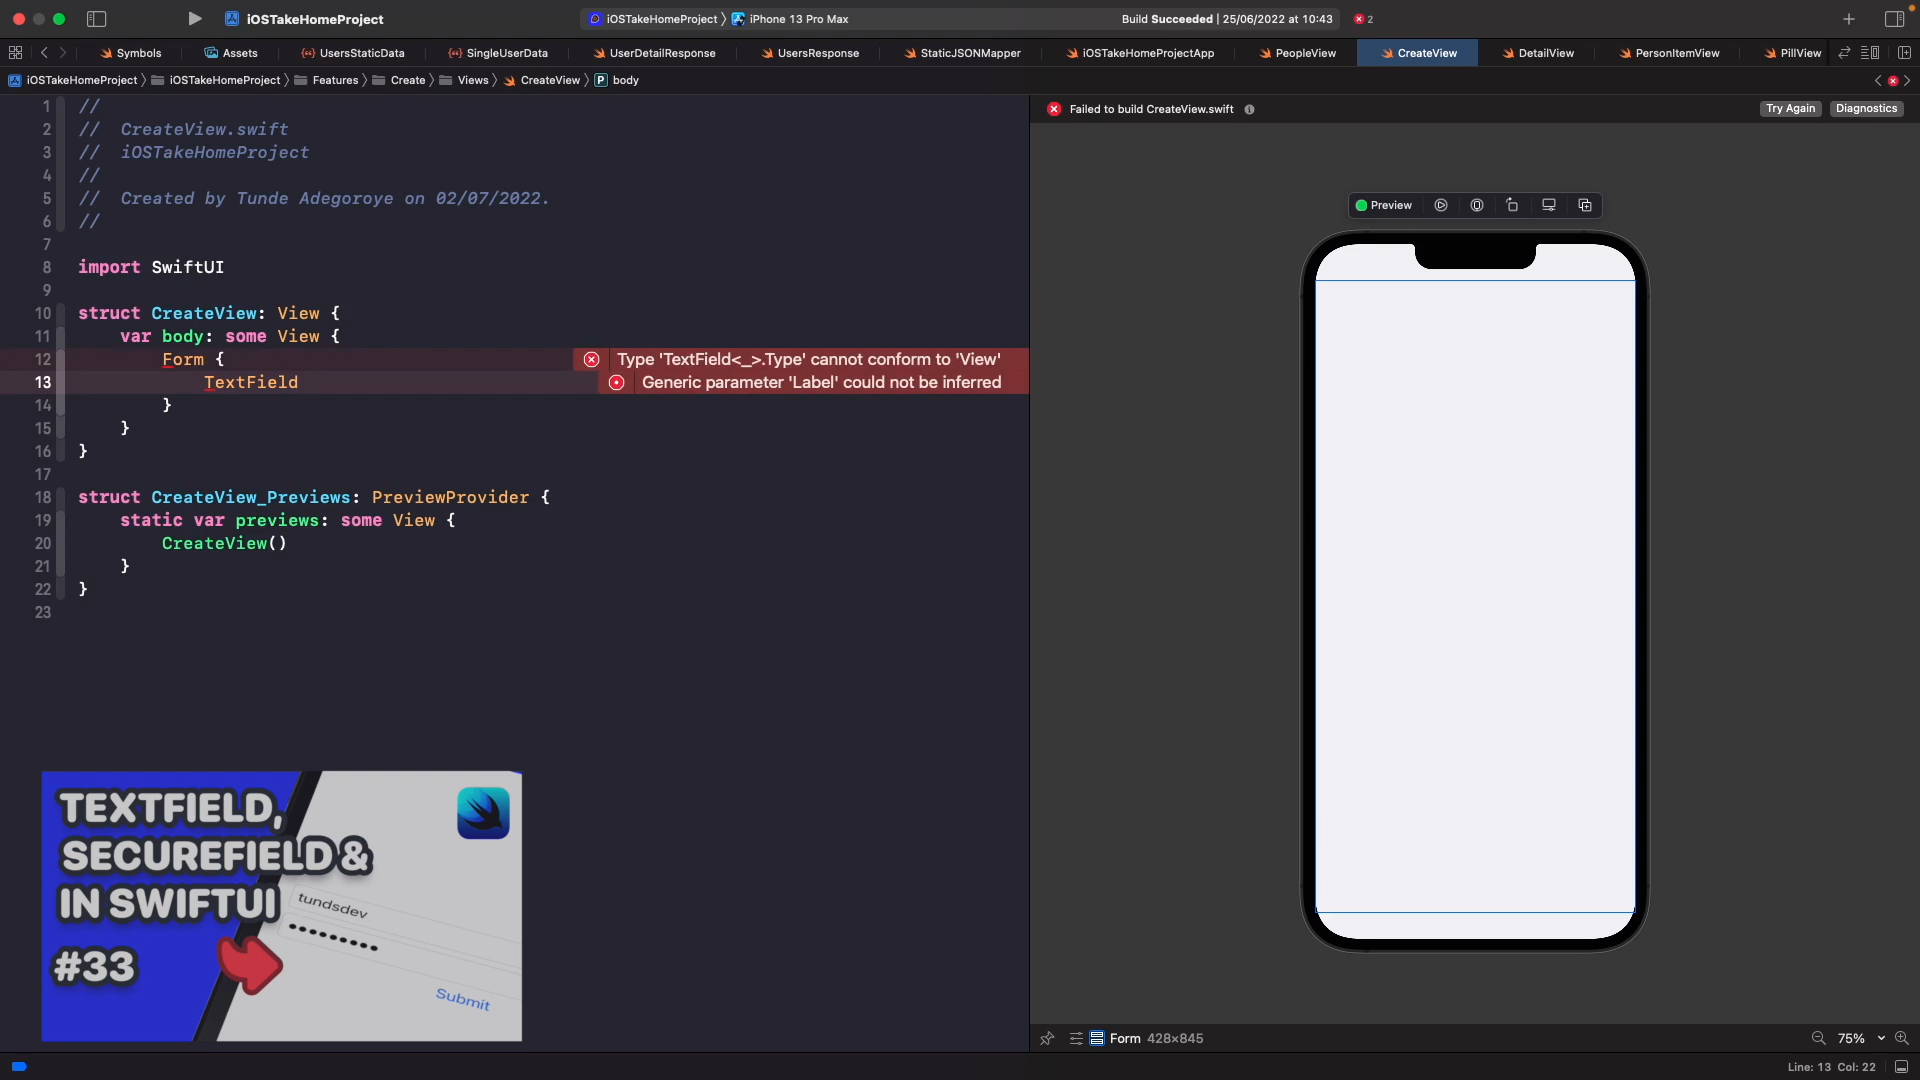 iOSTakeHomeProject
iOSTakeHomeProject
iPhone 13 Pro Max
Build Succeeded | 25/06/2022 at 10:43
2
Symbols
Assets
UsersStaticData
SingleUserData
UserDetailResponse
UsersResponse
StaticJSONMapper
iOSTakeHomeProjectApp
PeopleView
CreateView
DetailView
PersonItemView
PillView
iOSTakeHomeProject
iOSTakeHomeProject
Features
Create
Views
CreateView
P body
1 //
2 //  CreateView.swift
3 //  iOSTakeHomeProject
4 //
5 //  Created by Tunde Adegoroye on 02/07/2022.
6 //
7
8 import SwiftUI
9
10 struct CreateView: View {
11     var body: some View {
12         Form {
Type 'TextField<_>.Type' cannot conform to 'View'
13             TextField
Generic parameter 'Label' could not be inferred
14         }
15     }
16 }
17
18 struct CreateView_Previews: PreviewProvider {
19     static var previews: some View {
20         CreateView()
21     }
22 }
23
Failed to build CreateView.swift
Try Again
Diagnostics
Preview
TEXTFIELD,
SECUREFIELD &
IN SWIFTUI
#33
tundsdev
Submit
Form 428×845
75%
Line: 13 Col: 22